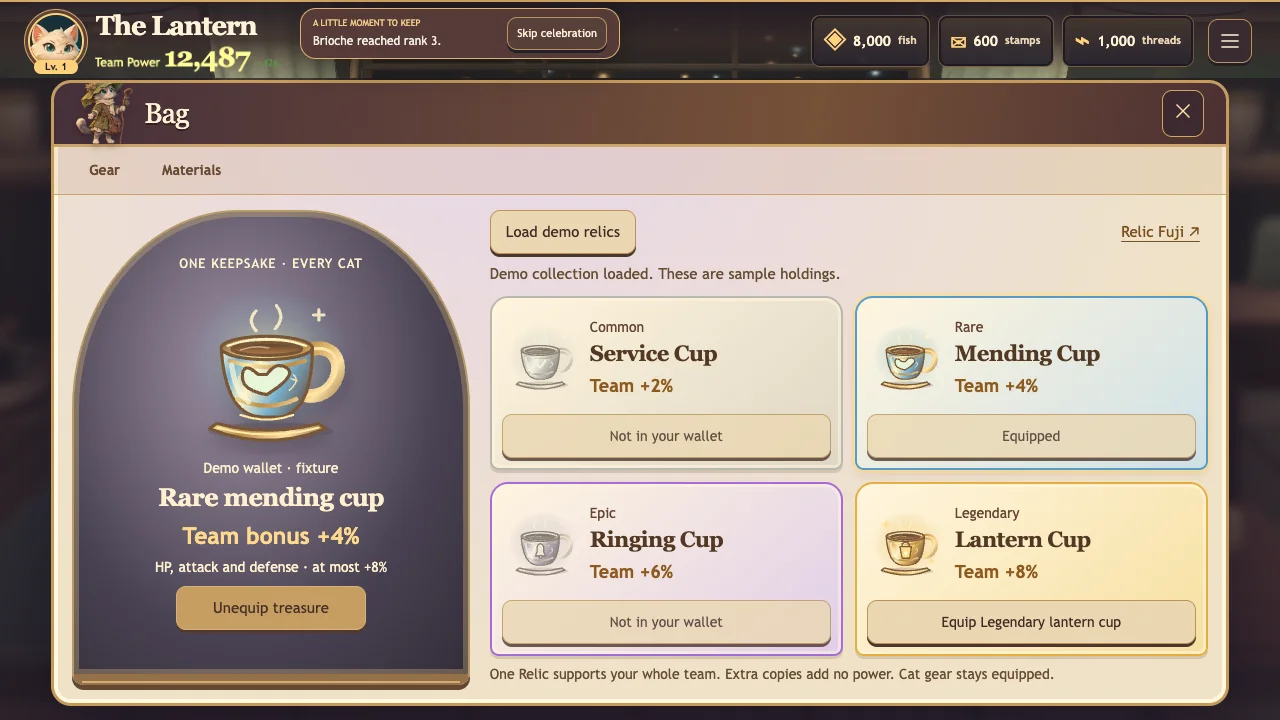 The Lantern
Lv. 1
Team Power 12,487
A LITTLE MOMENT TO KEEP
Brioche reached rank 3.
Skip celebration
8,000 fish
600 stamps
1,000 threads
Bag
Gear
Materials
ONE KEEPSAKE · EVERY CAT
Demo wallet · fixture
Rare mending cup
Team bonus +4%
HP, attack and defense · at most +8%
Unequip treasure
Load demo relics
Relic Fuji ↗
Demo collection loaded. These are sample holdings.
Common
Service Cup
Team +2%
Not in your wallet
Rare
Mending Cup
Team +4%
Equipped
Epic
Ringing Cup
Team +6%
Not in your wallet
Legendary
Lantern Cup
Team +8%
Equip Legendary lantern cup
One Relic supports your whole team. Extra copies add no power. Cat gear stays equipped.